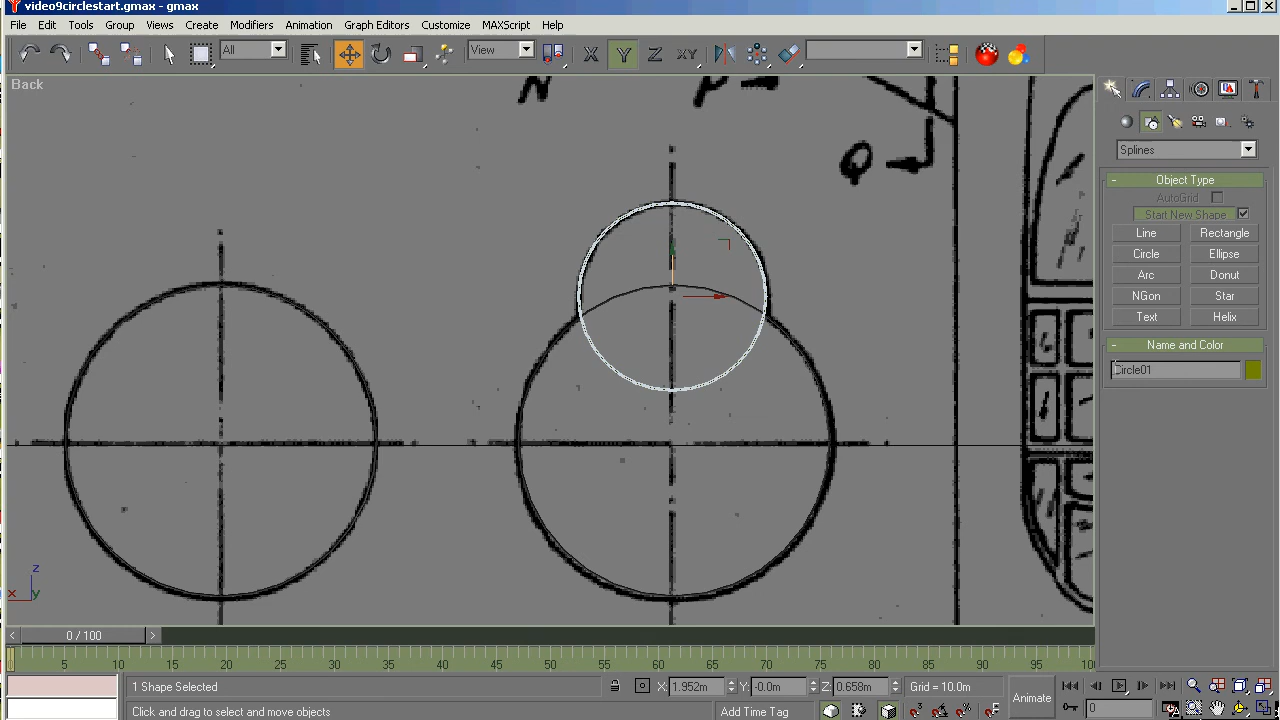 video9circlestart.gmax - gmax
File Edit Tools Group Views Create Modifiers Animation Graph Editors Customize MAXScript Help
All View X Y Z XY
Back
N P
Q
Splines
- Object Type
AutoGrid
Start New Shape
Line Rectangle
Circle Ellipse
Arc Donut
NGon Star
Text Helix
- Name and Color
Circle01
z
x y
< 0 / 100 >
5 10 15 20 25 30 35 40 45 50 55 60 65 70 75 80 85 90 95 100
1 Shape Selected X: 1.952m Y: -0.0m Z: 0.658m Grid = 10.0m
Animate
Click and drag to select and move objects Add Time Tag 0